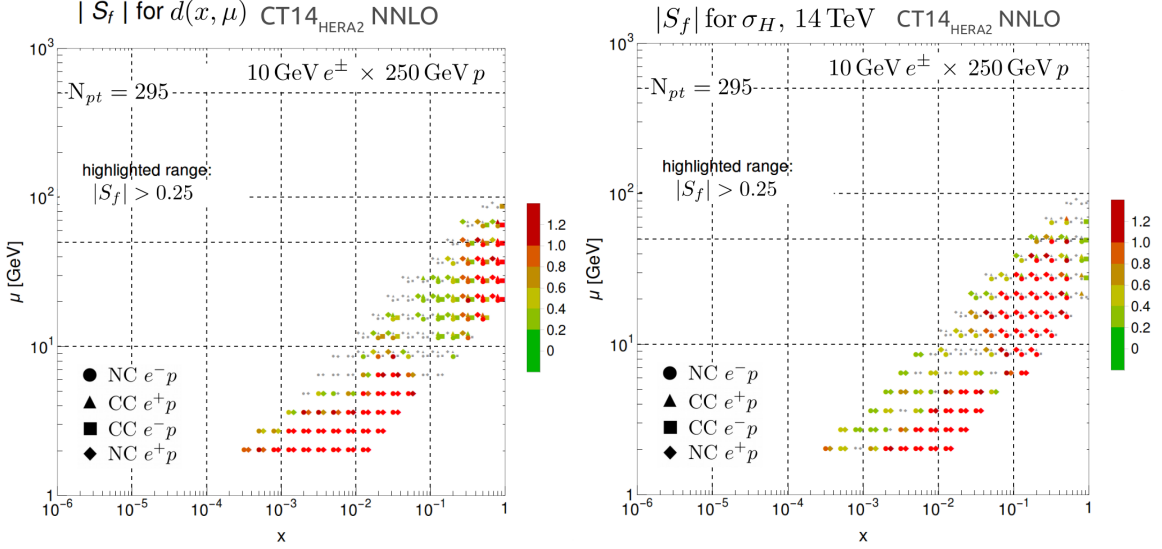 | S_f | for d(x, μ) CT14_HERA2 NNLO
10 GeV e^± × 250 GeV p
N_pt = 295
highlighted range:
|S_f| > 0.25
NC e^−p
CC e^+p
CC e^−p
NC e^+p
μ [GeV]
10^3
10^2
10^1
1
10^−6
10^−5
10^−4
10^−3
10^−2
10^−1
1
x
1.2
1.0
0.8
0.6
0.4
0.2
0
|S_f| for σ_H, 14 TeV CT14_HERA2 NNLO
10 GeV e^± × 250 GeV p
N_pt = 295
highlighted range:
|S_f| > 0.25
NC e^−p
CC e^+p
CC e^−p
NC e^+p
μ [GeV]
10^3
10^2
10^1
1
10^−6
10^−5
10^−4
10^−3
10^−2
10^−1
1
x
1.2
1.0
0.8
0.6
0.4
0.2
0